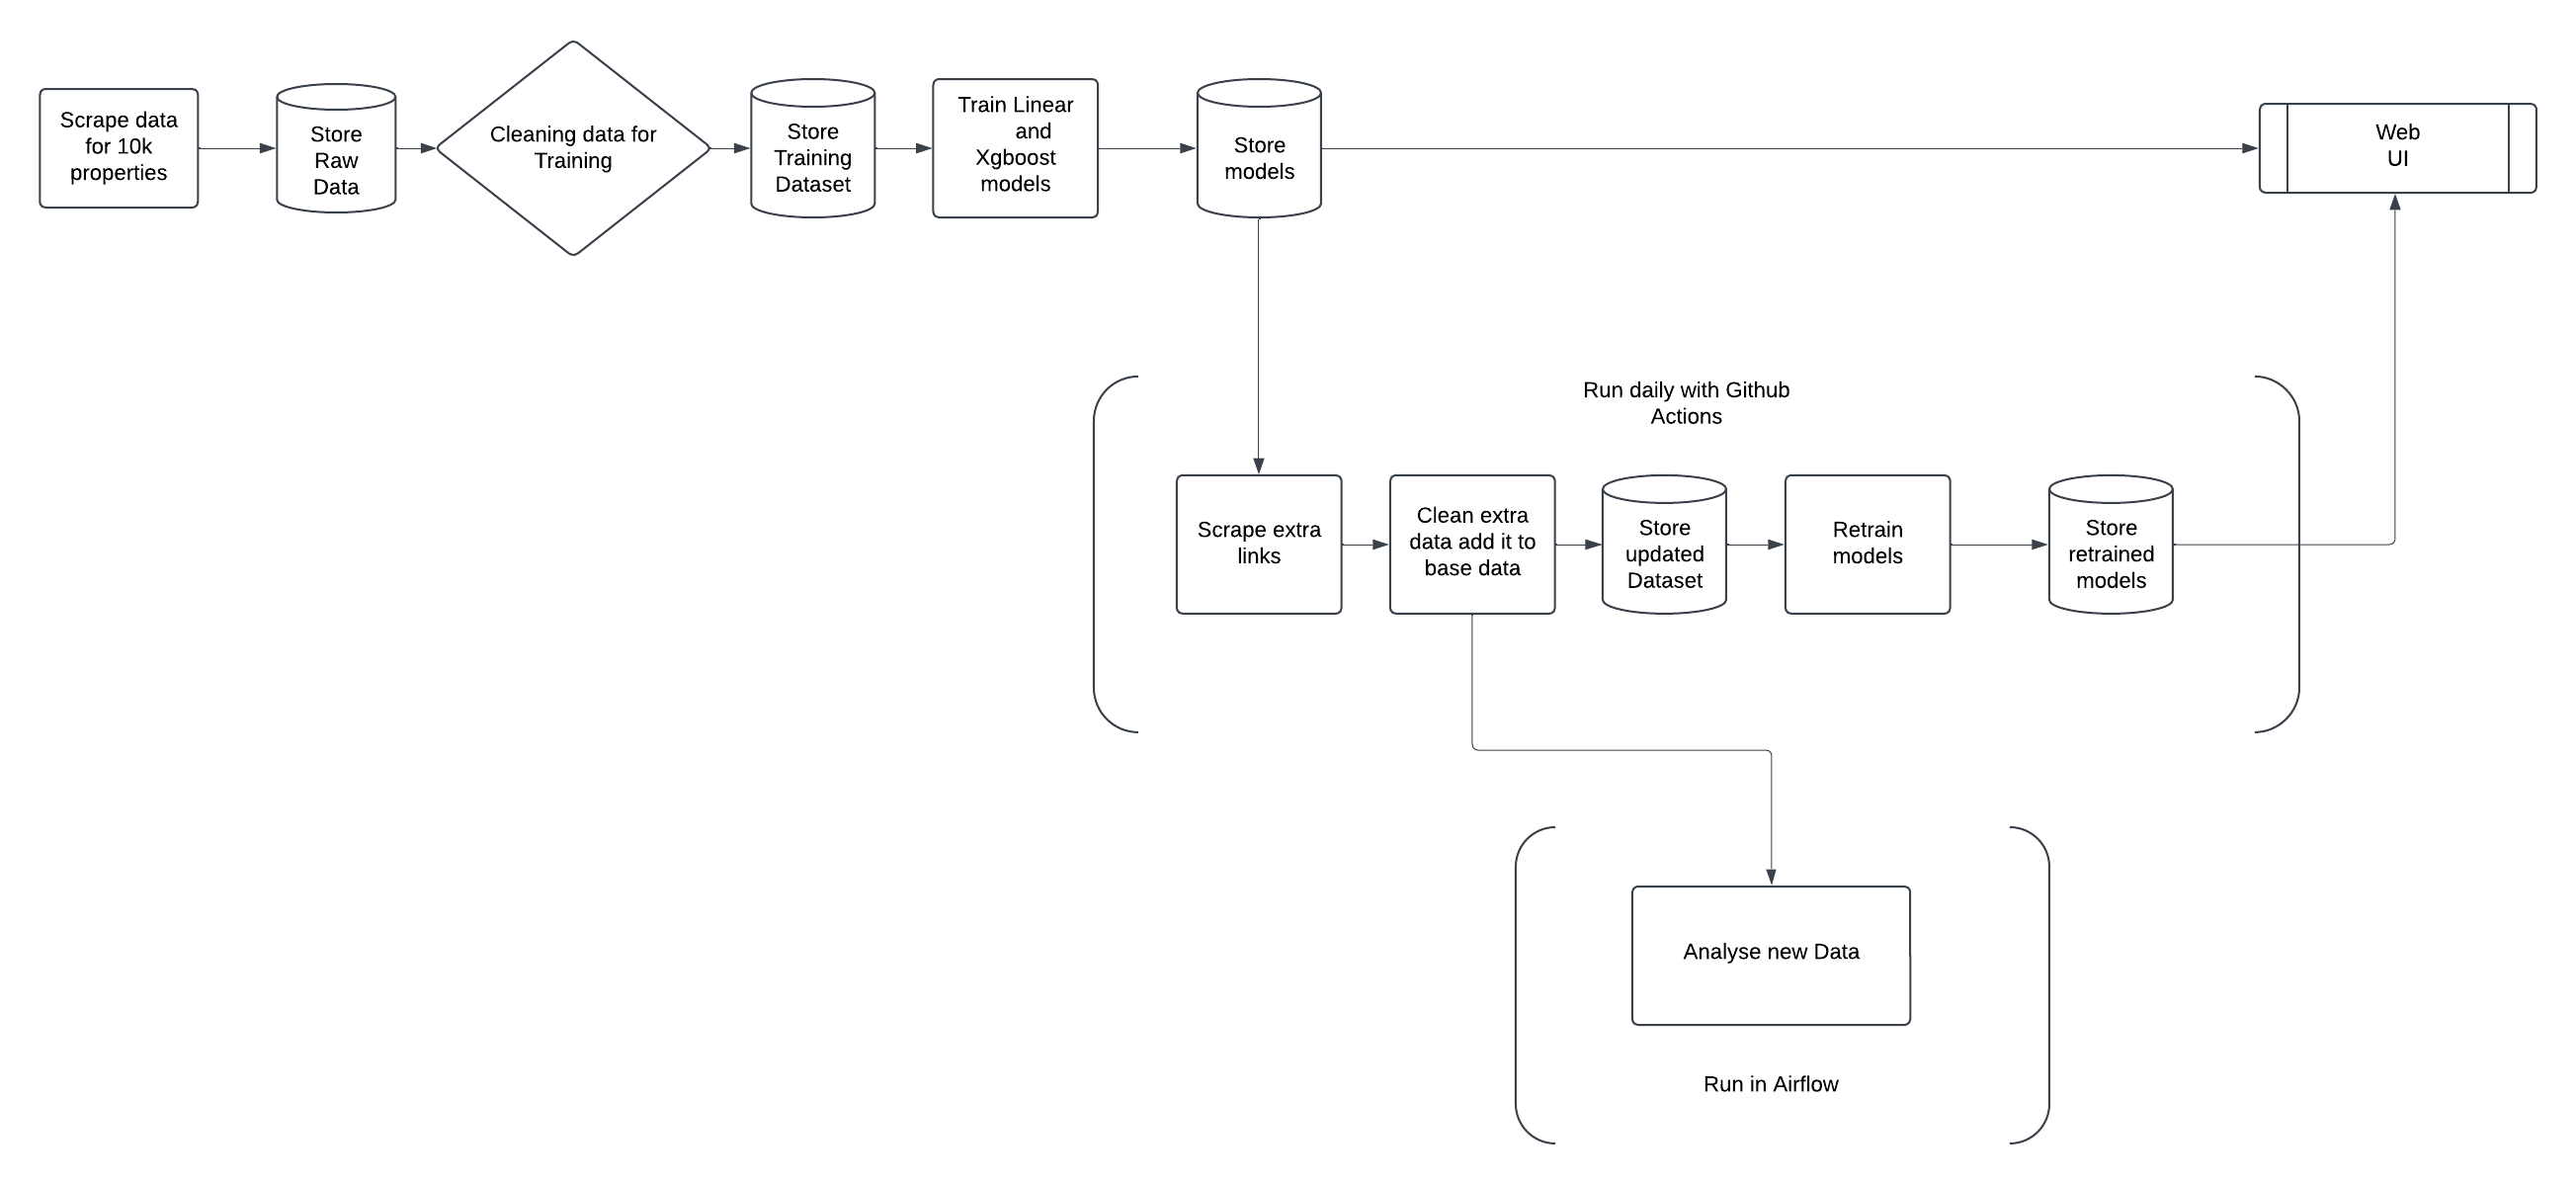 Scrape data
for 10k
properties
Store
Raw
Data
Cleaning data for
Training
Store
Training
Dataset
Train Linear
and
Xgboost
models
Store
models
Web
UI
Run daily with Github
Actions
Scrape extra
links
Clean extra
data add it to
base data
Store
updated
Dataset
Retrain
models
Store
retrained
models
Analyse new Data
Run in Airflow